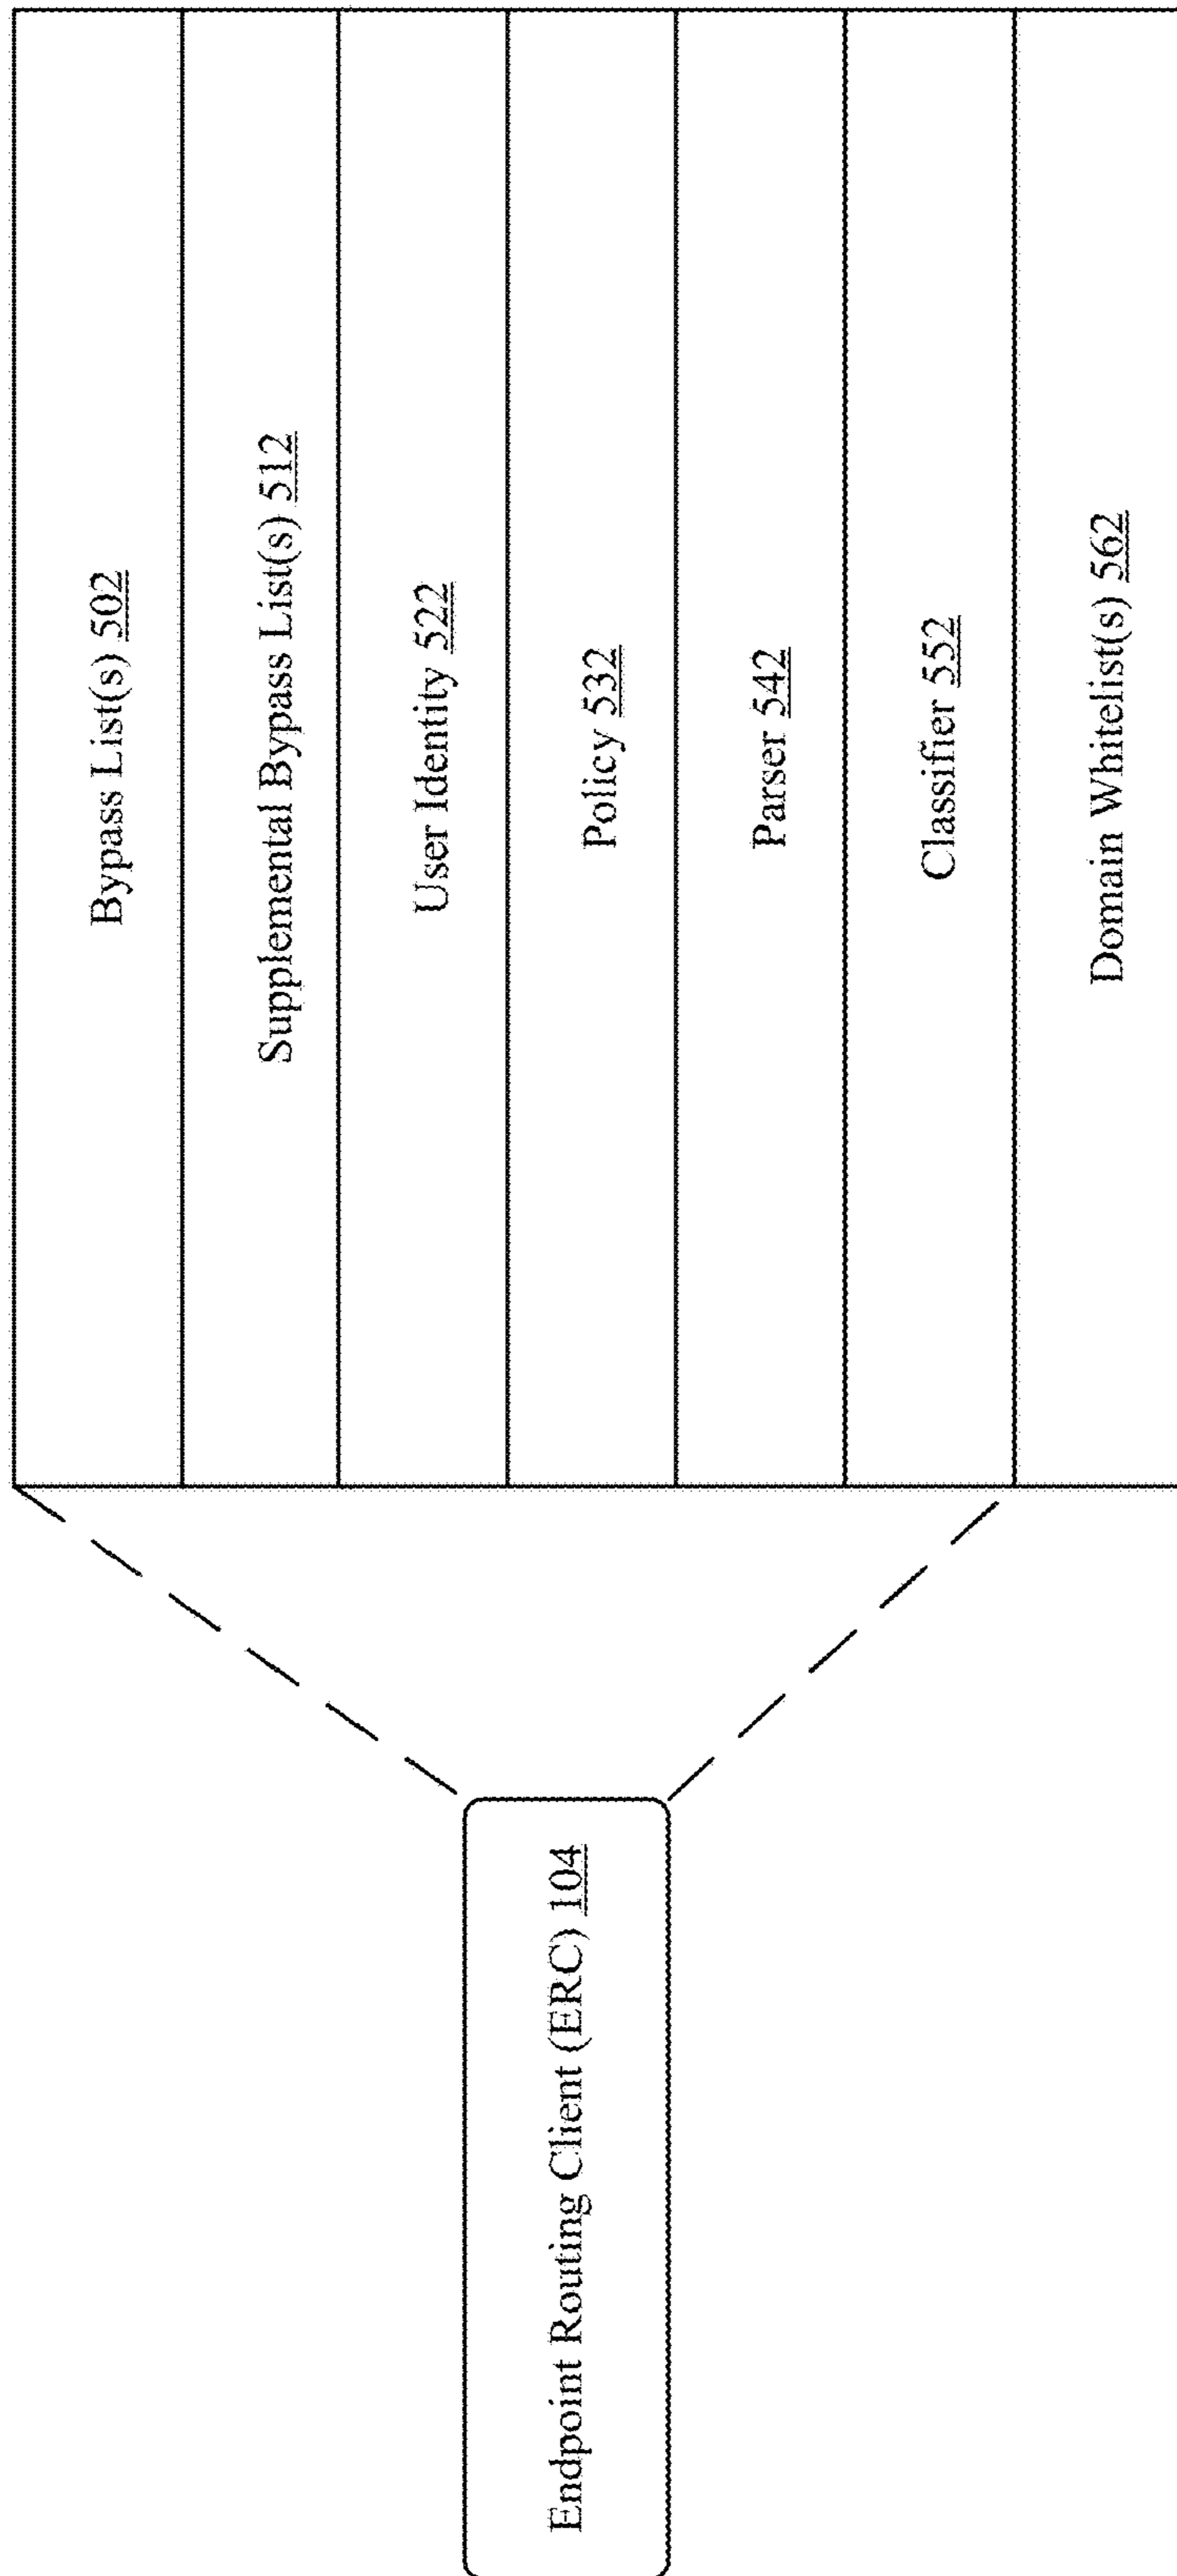 Endpoint Routing Client (ERC) 104
Bypass List(s) 502
Supplemental Bypass List(s) 512
User Identity 522
Policy 532
Parser 542
Classifier 552
Domain Whitelist(s) 562